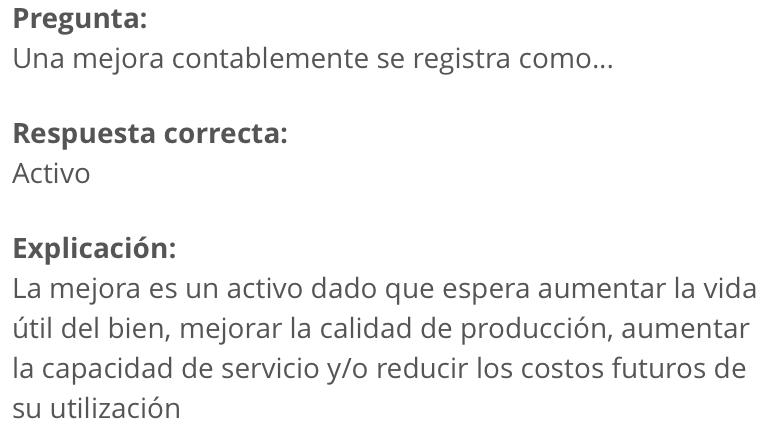 Pregunta:
Una mejora contablemente se registra como...
Respuesta correcta:
Activo
Explicación:
La mejora es un activo dado que espera aumentar la vida
útil del bien, mejorar la calidad de producción, aumentar
la capacidad de servicio y/o reducir los costos futuros de
su utilización